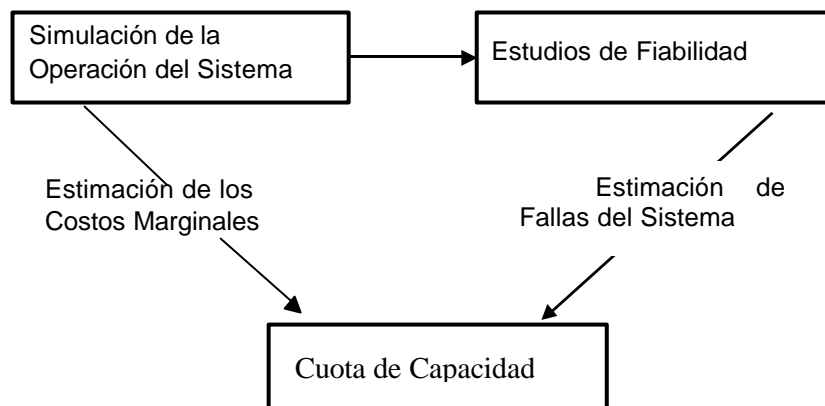 Simulación de la
Operación del Sistema
Estudios de Fiabilidad
Estimación de los
Costos Marginales
Estimación de
Fallas del Sistema
Cuota de Capacidad